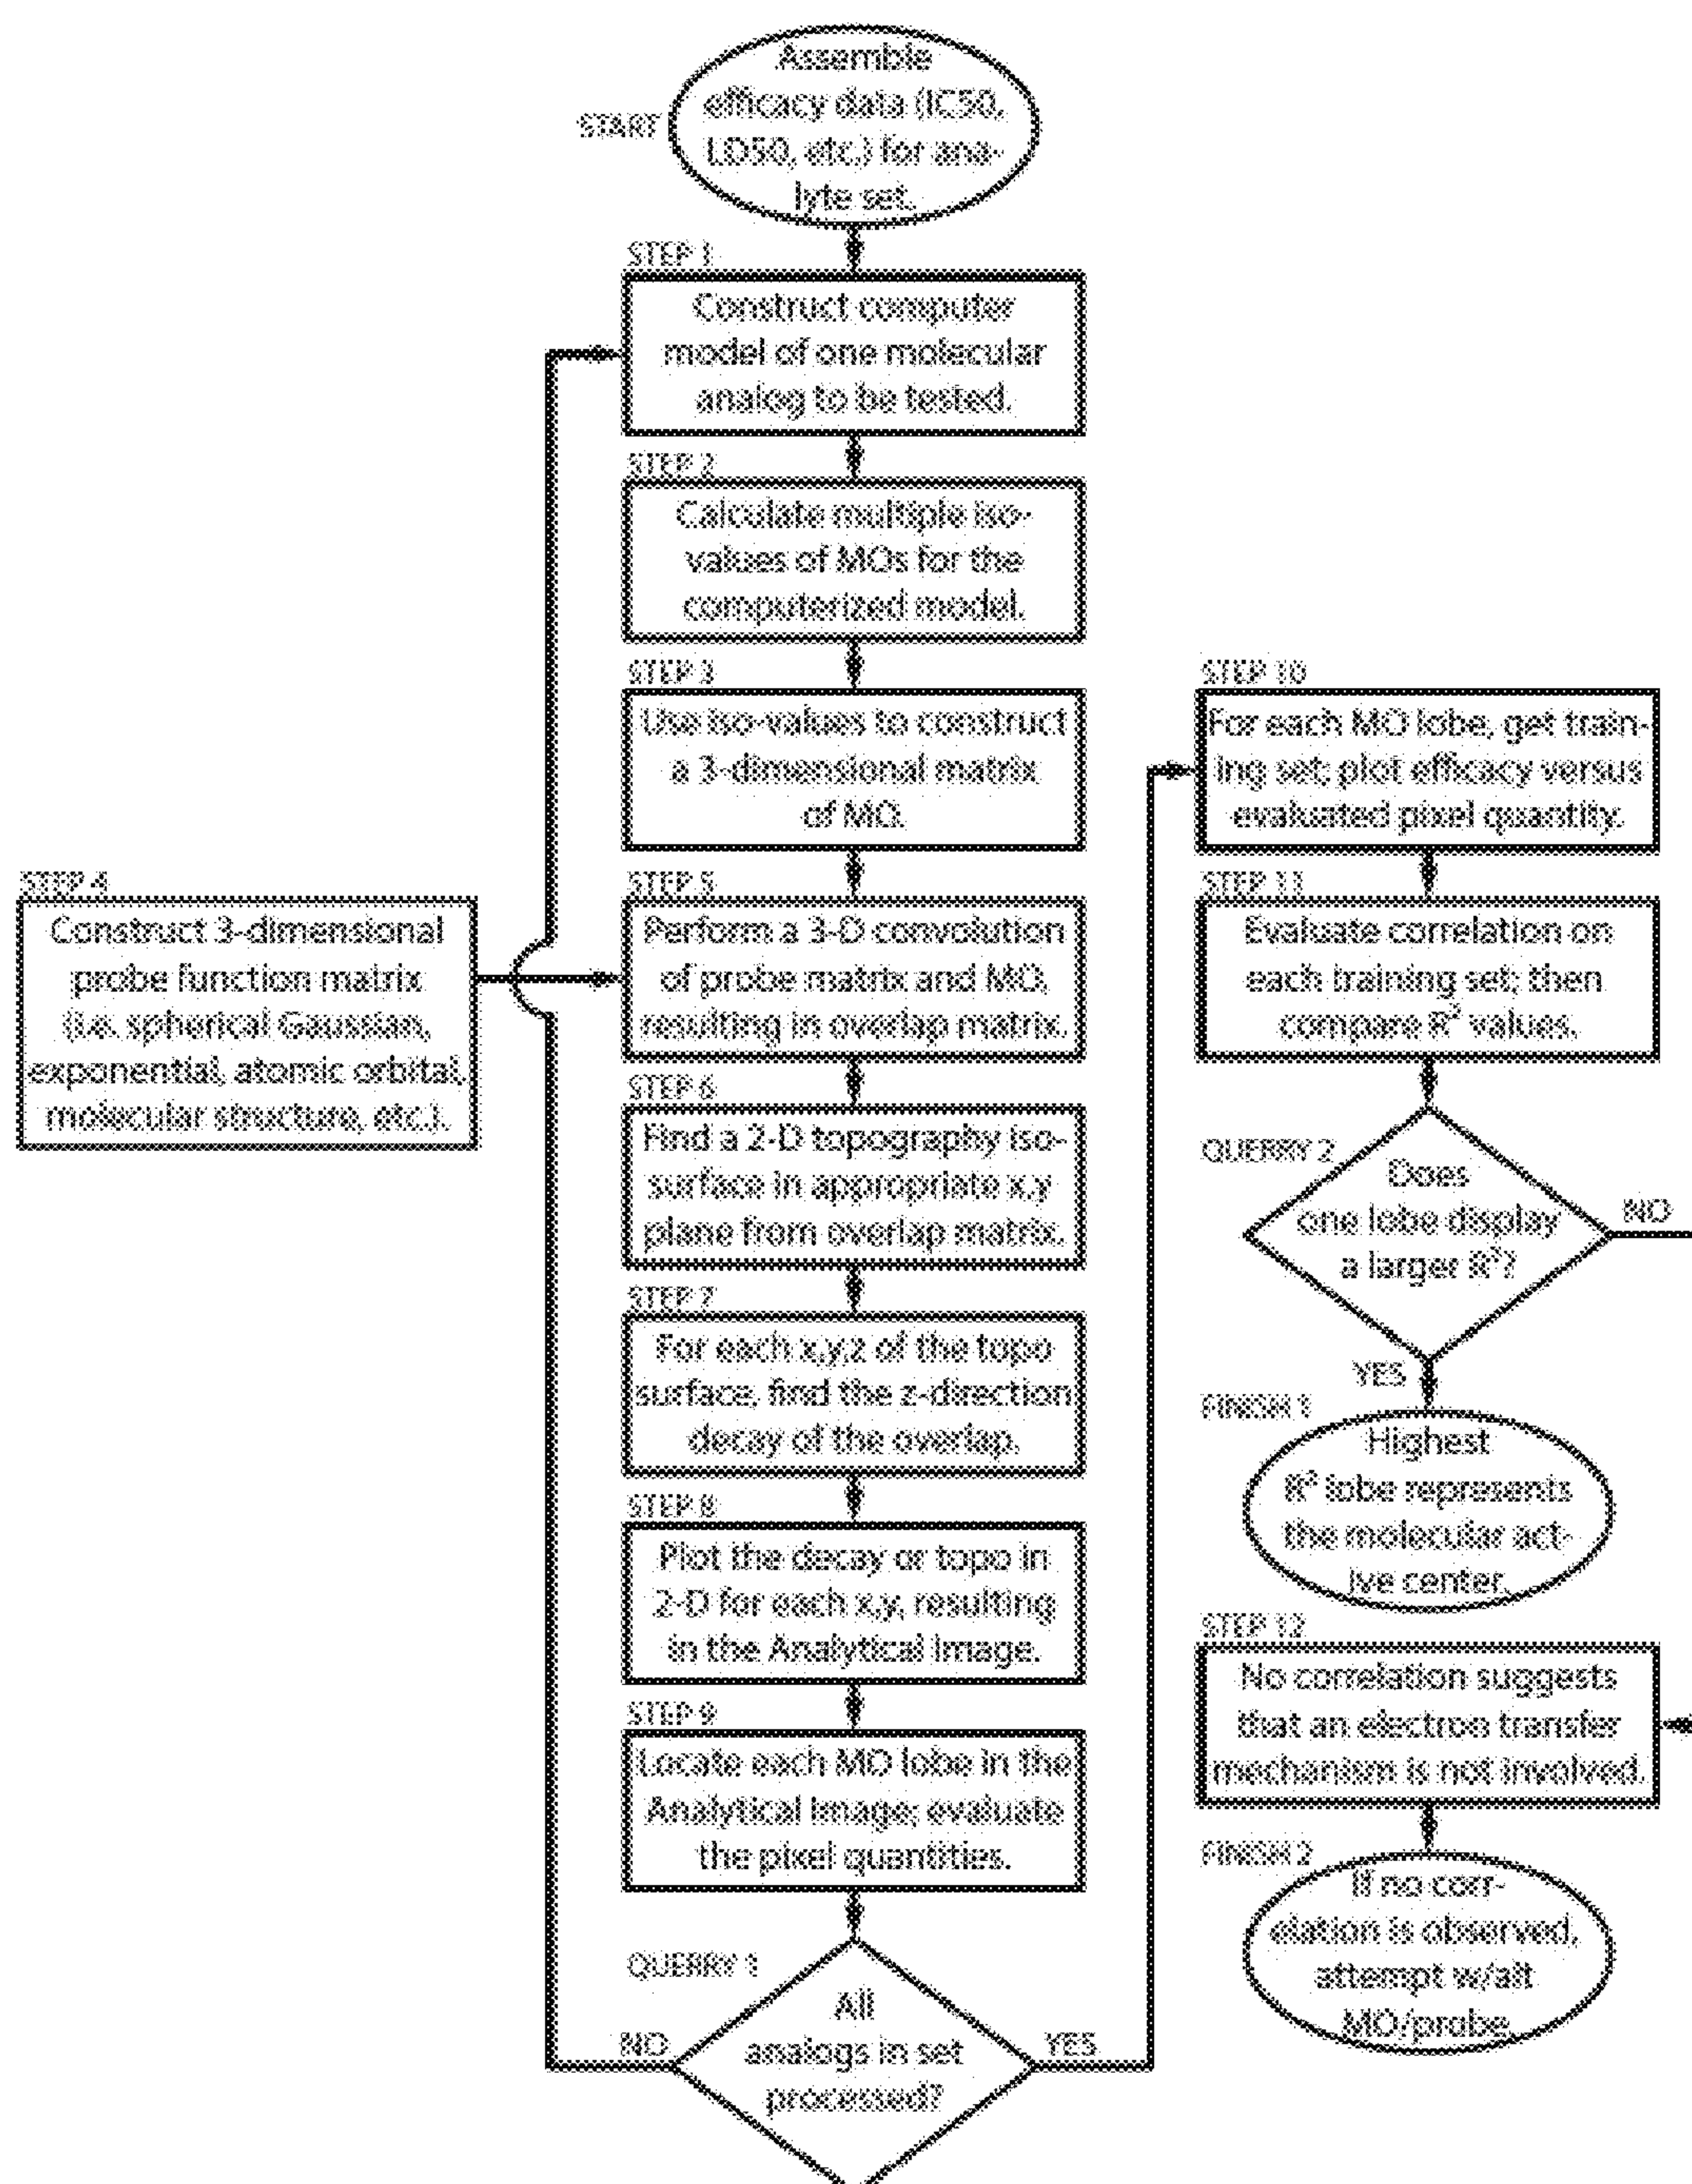 START
Assemble
efficacy data (IC50,
LD50, etc.) for ana-
lyte set.
STEP 1
Construct computer
model of one molecular
analog to be tested.
STEP 2
Calculate multiple iso-
values of MOs for the
computerized model.
STEP 3
Use iso-values to construct
a 3-dimensional matrix
of MO.
STEP 4
Construct 3-dimensional
probe function matrix
(i.e. spherical Gaussian,
exponential, atomic orbital,
molecular structure, etc.).
STEP 5
Perform a 3-D convolution
of probe matrix and MO,
resulting in overlap matrix.
STEP 6
Find a 2-D topography iso-
surface in appropriate x,y
plane from overlap matrix.
STEP 7
For each x,y,z of the topo
surface, find the z-direction
decay of the overlap.
STEP 8
Plot the decay or topo in
2-D for each x,y, resulting
in the Analytical Image.
STEP 9
Locate each MO lobe in the
Analytical Image; evaluate
the pixel quantities.
QUERRY 1
All
analogs in set
processed?
NO
YES
STEP 10
For each MO lobe, get train-
ing set; plot efficacy versus
evaluated pixel quantity.
STEP 11
Evaluate correlation on
each training set; then
compare R² values.
QUERRY 2
Does
one lobe display
a larger R²?
NO
YES
FINISH 1
Highest
R² lobe represents
the molecular act-
ive center.
STEP 12
No correlation suggests
that an electron transfer
mechanism is not involved.
FINISH 2
If no corr-
elation is observed,
attempt w/alt
MO/probe.